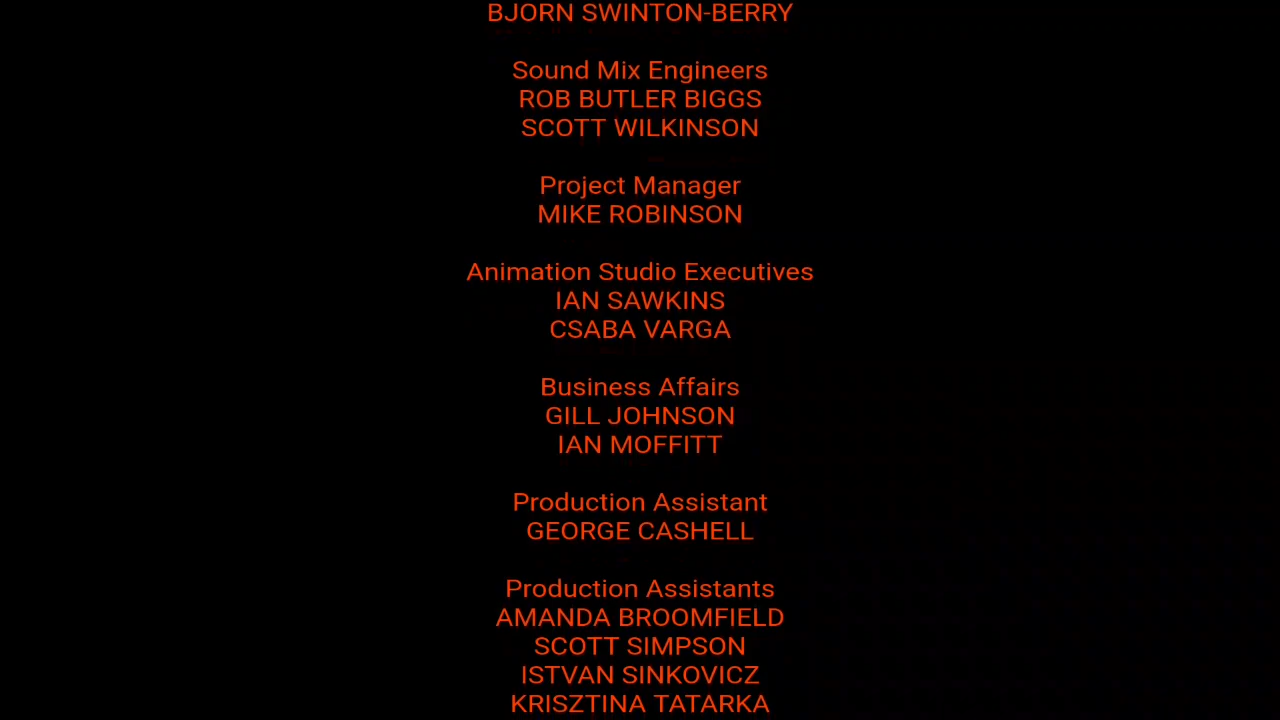 BJORN SWINTON-BERRY
Sound Mix Engineers
ROB BUTLER BIGGS
SCOTT WILKINSON
Project Manager
MIKE ROBINSON
Animation Studio Executives
IAN SAWKINS
CSABA VARGA
Business Affairs
GILL JOHNSON
IAN MOFFITT
Production Assistant
GEORGE CASHELL
Production Assistants
AMANDA BROOMFIELD
SCOTT SIMPSON
ISTVAN SINKOVICZ
KRISZTINA TATARKA